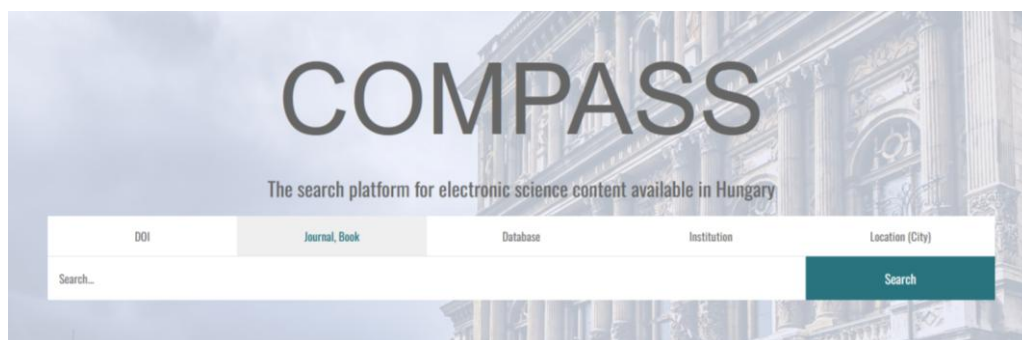 COMPASS
The search platform for electronic science content available in Hungary
DOI Journal, Book Database Institution Location (City)
Search... Search